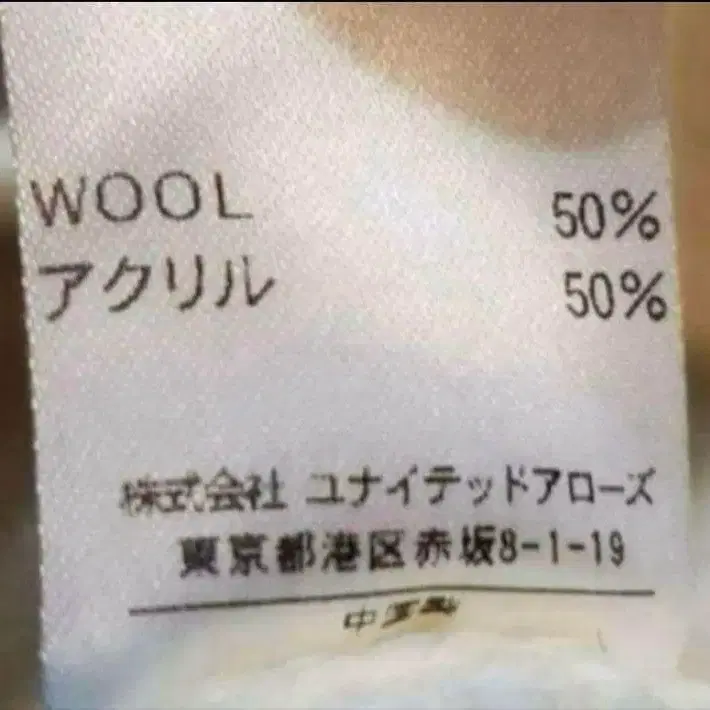 WOOL 50%
アクリル 50%
株式会社 ユナイテッドアローズ
東京都港区赤坂8-1-19
中国製